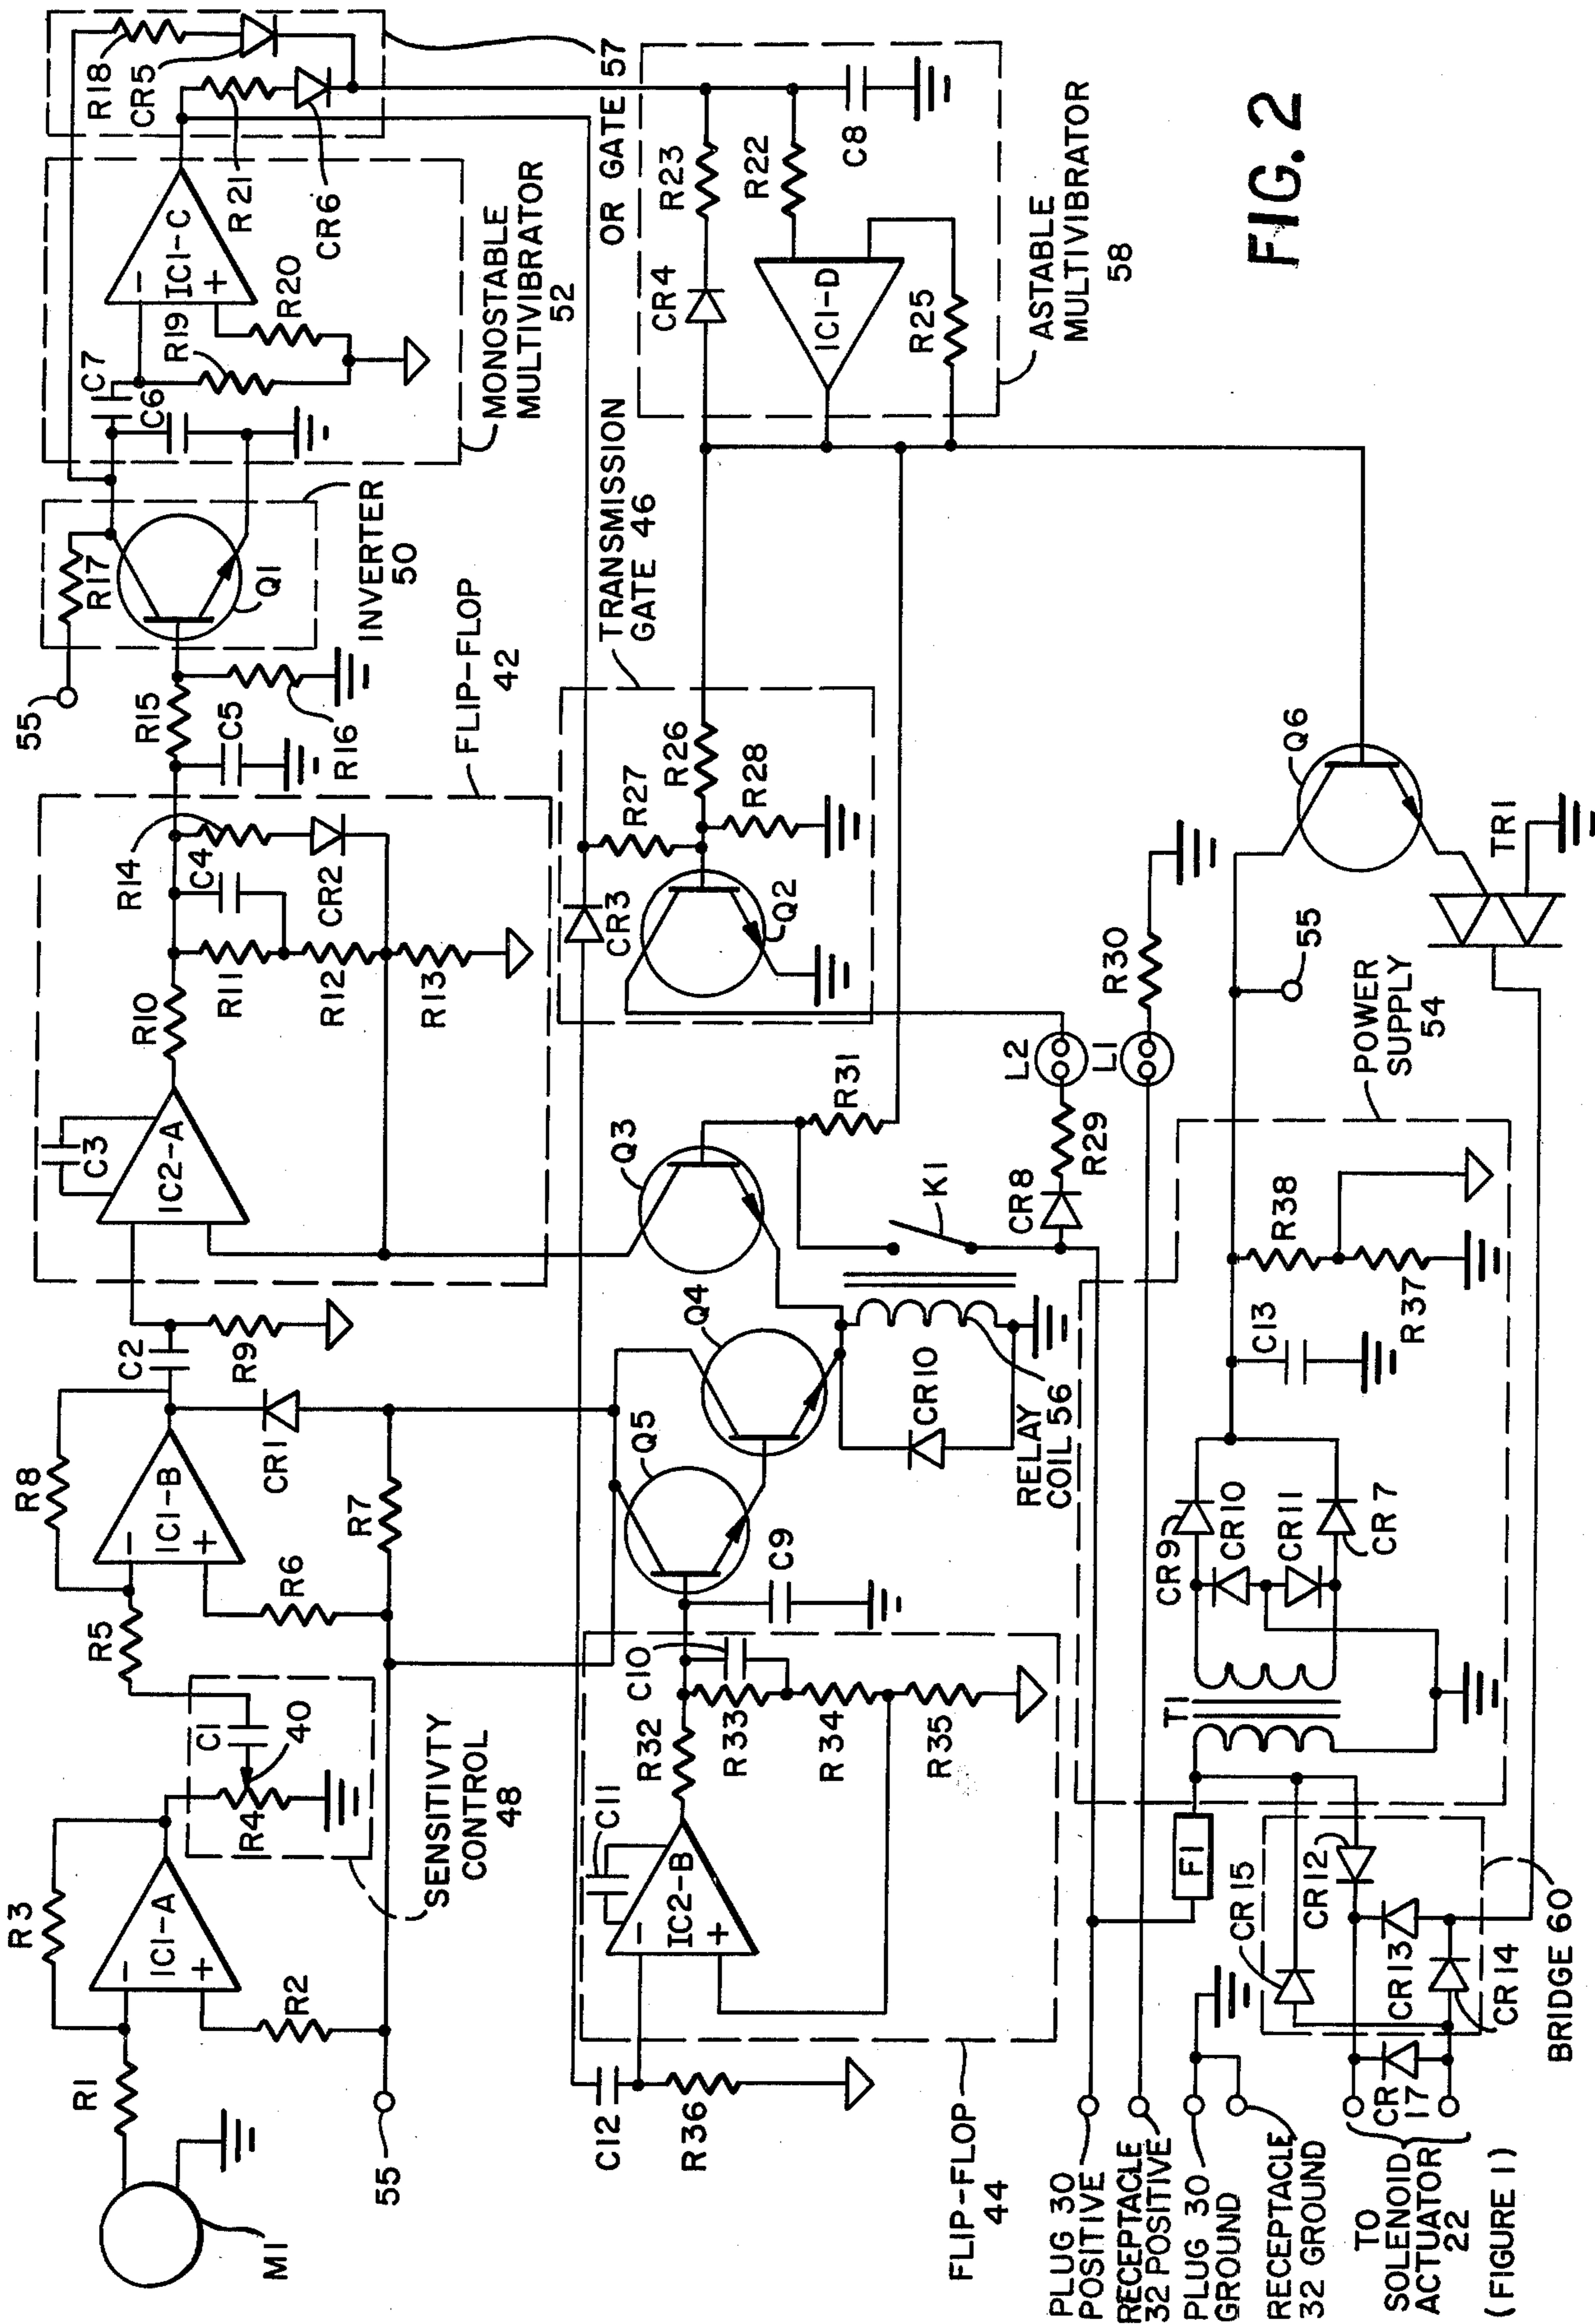 M1
R1
R3
IC1-A
−
+
R2
55
R4
C1
40
SENSITIVTY
CONTROL
48
R5
R8
IC1-B
−
+
R6
R7
CR1
C2
R9
C3
IC2-A
R10
R11
R12
R13
C4
R14
CR2
FLIP-FLOP
42
C5
R15
R16
55
R17
Q1
INVERTER
50
C7
C6
R19
R20
IC1-C
−
+
MONOSTABLE
MULTIVIBRATOR
52
R18
CR5
R21
CR6
OR GATE 57
C12
R36
C11
IC2-B
−
+
R32
R33
C10
R34
R35
FLIP-FLOP
44
C9
Q5
Q4
Q3
CR10
RELAY
COIL 56
K1
R31
CR8
R29
L2
L1
R30
CR3
Q2
R27
R26
R28
TRANSMISSION
GATE 46
CR4
R23
R22
C8
IC1-D
R25
ASTABLE
MULTIVIBRATOR
58
PLUG 30
POSITIVE
RECEPTACLE
32 POSITIVE
PLUG 30
GROUND
RECEPTACLE
32 GROUND
TO
SOLENOID
ACTUATOR
22
(FIGURE 1)
CR
17
CR15
CR12
CR13
CR14
BRIDGE 60
F1
T1
CR9
CR10
CR11
CR7
C13
R38
R37
POWER
SUPPLY
54
55
Q6
TR1
FIG. 2